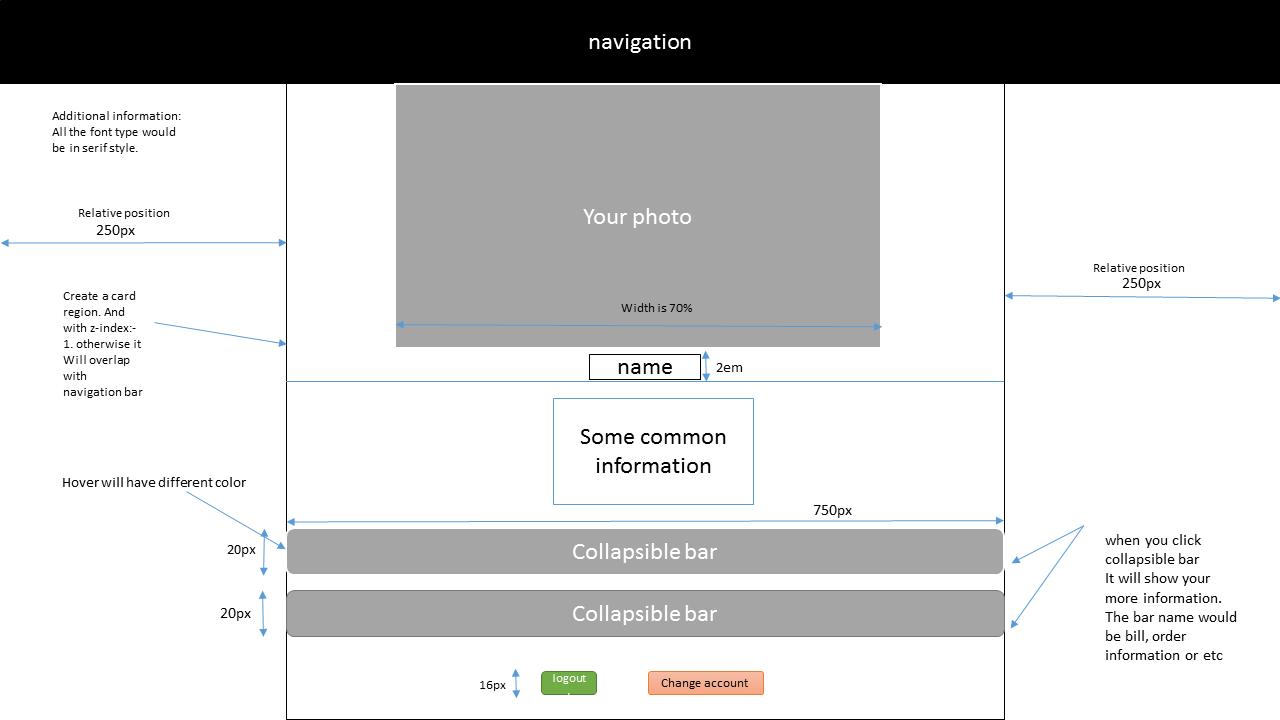 navigation
Additional information:
All the font type would
be in serif style.
Your photo
Relative position
250px
Relative position
250px
Create a card
region. And
with z-index:-
1. otherwise it
Will overlap
with
navigation bar
Width is 70%
name
2em
Some common
information
Hover will have different color
750px
20px
Collapsible bar
when you click
collapsible bar
It will show your
more information.
The bar name would
be bill, order
information or etc
20px
Collapsible bar
16px
logout
Change account